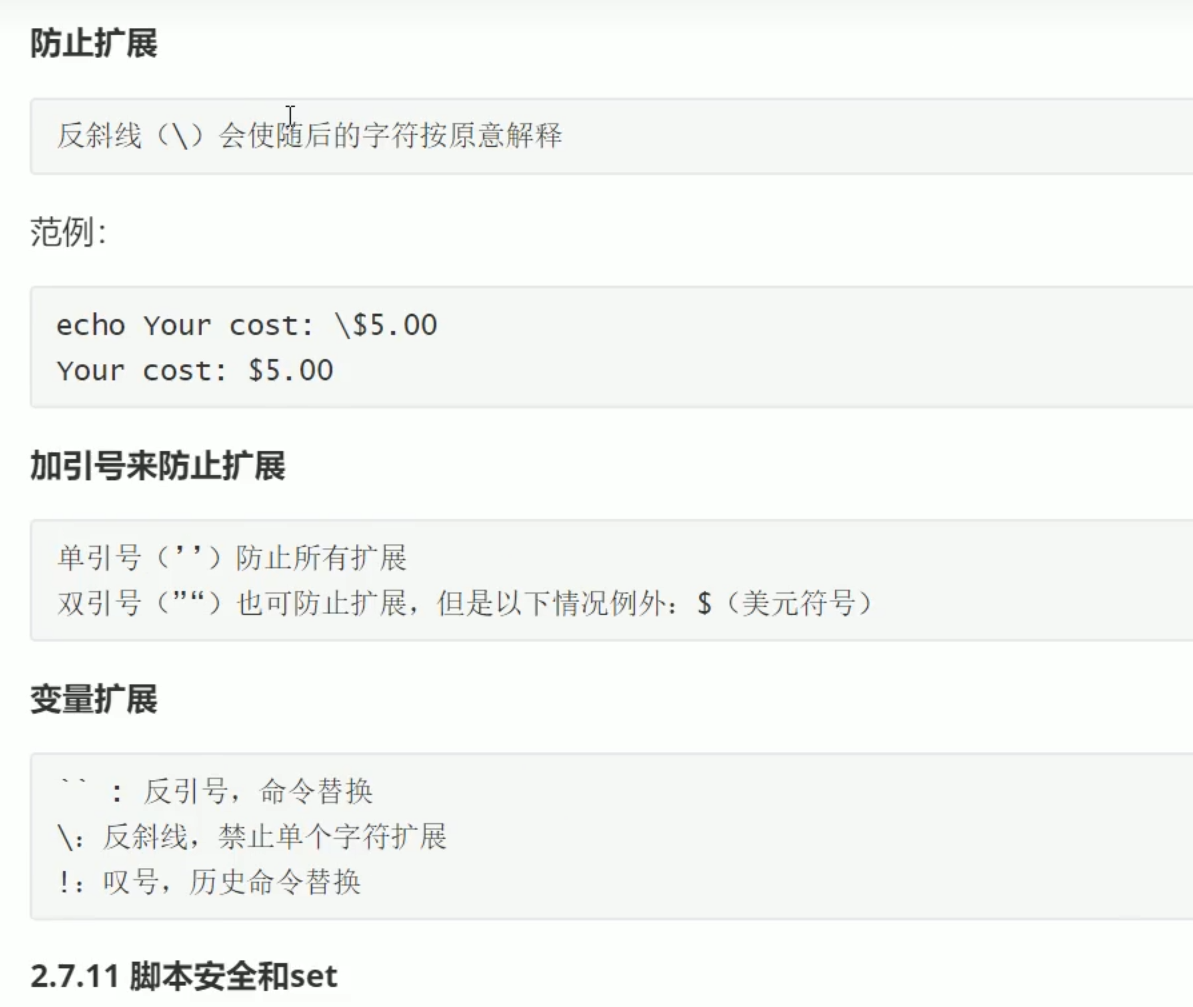 防止扩展
反斜线（\）会使随后的字符按原意解释
范例：
echo Your cost: \$5.00
Your cost: $5.00
加引号来防止扩展
单引号（’’）防止所有扩展
双引号（”“）也可防止扩展，但是以下情况例外：$（美元符号）
变量扩展
`` : 反引号，命令替换
\：反斜线，禁止单个字符扩展
!：叹号，历史命令替换
2.7.11 脚本安全和set